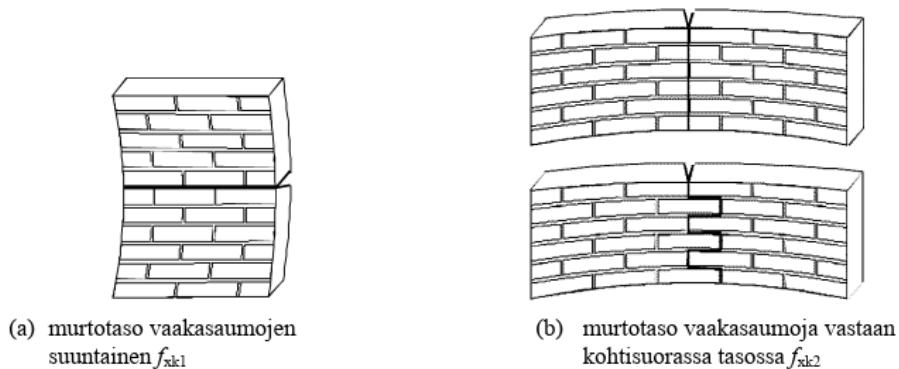 (a) murtotaso vaakasaumojen
suuntainen fxk1
(b) murtotaso vaakasaumoja vastaan
kohtisuorassa tasossa fxk2